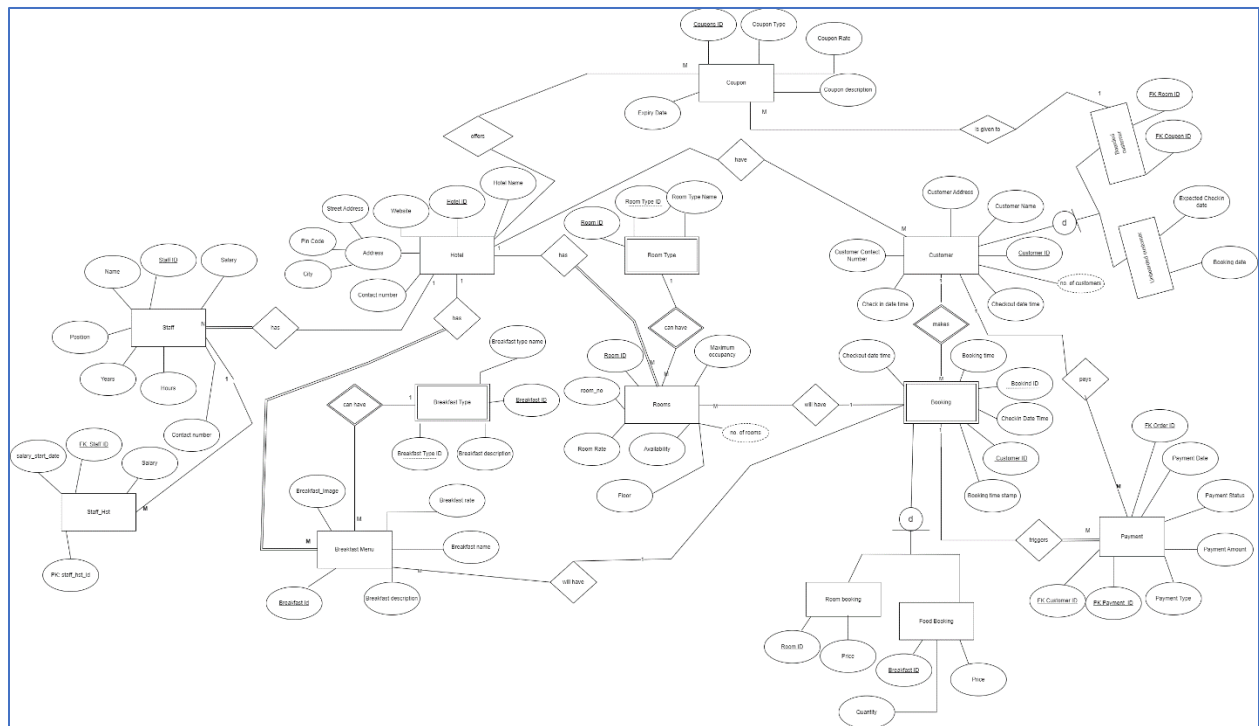 Coupons ID
Coupon Type
Coupon Rate
M
Coupon
Coupon description
Expiry Date
M
1
FK Room ID
offers
is given to
FK Coupon ID
have
Hotel Name
Customer Address
Hotel ID
Website
Room Type ID
Room Type Name
Customer Name
Street Address
Room ID
d
Expected Checkin date
Pin Code
Address
1
Hotel
1
has
Room Type
M
Customer Contact Number
Customer
Customer ID
Booking date
City
Name
Staff ID
Salary
Contact number
1
1
1
1
no. of customers
Check in date time
Checkout date time
has
Staff
N
has
can have
makes
Position
Breakfast type name
Room ID
M
M
Maximum occupancy
Checkout date time
Booking time
Years
Hours
can have
1
Breakfast Type
Breakfast ID
room_no
Rooms
M
will have
1
M
Booking
pays
1
no. of rooms
Checkin Date Time
Contact number
Breakfast Type ID
Breakfast description
Room Rate
Availability
Customer ID
FK Order ID
salary_start_date
FK_Staff ID
Salary
Floor
Booking time stamp
Payment Date
Breakfast_Image
Breakfast rate
Staff_Hst
M
M
d
M
Payment Status
M
Breakfast Menu
Breakfast name
triggers
M
Payment
Payment Amount
PK: staff_hst_id
will have
Breakfast Id
Breakfast description
Room booking
Food Booking
FK Customer ID
PK Payment_ID
Payment Type
Room ID
Price
Breakfast ID
Price
Quantity